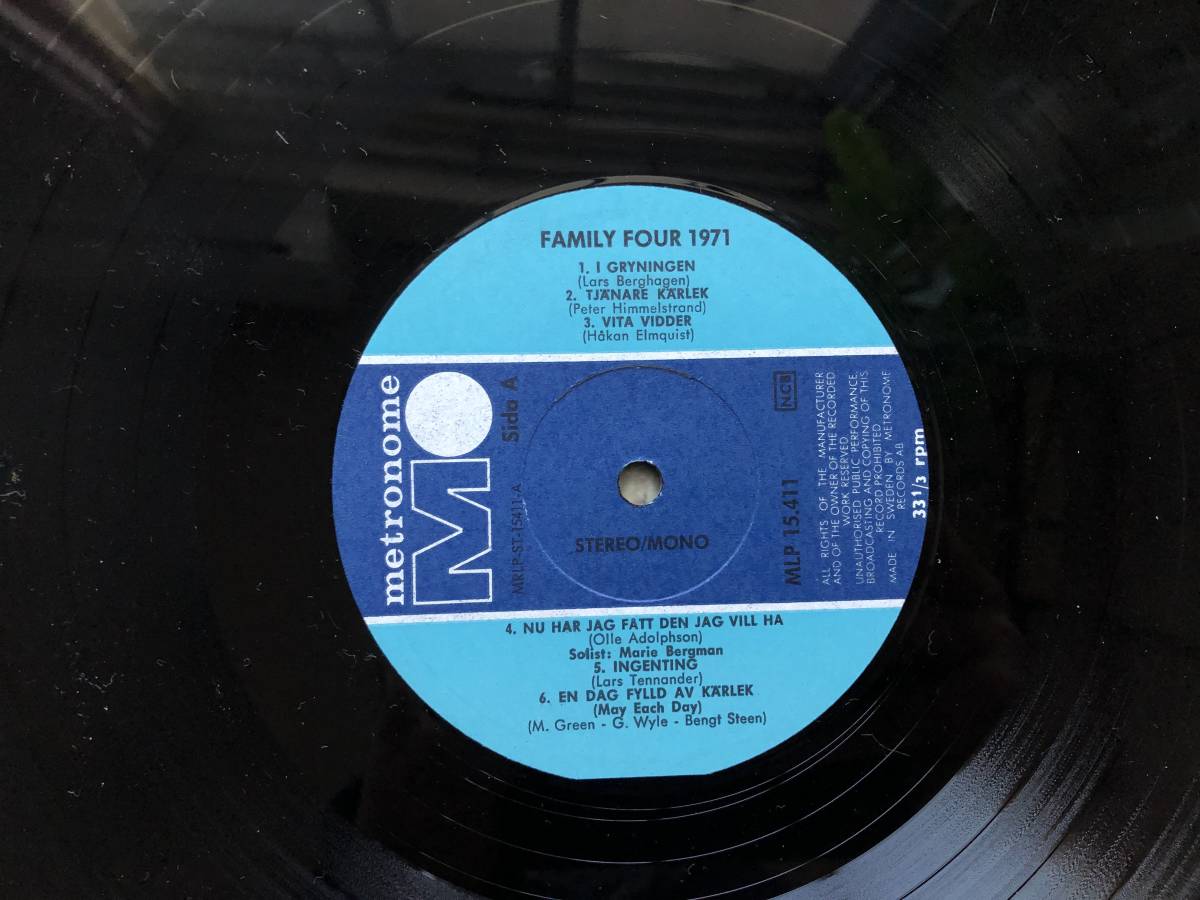 FAMILY FOUR 1971
1. I GRYNINGEN
(Lars Berghagen)
2. TJÄNARE KÄRLEK
(Peter Himmelstrand)
3. VITA VIDDER
(Håkan Elmquist)
metronome
M
Sida A
MRLP-ST-15411-A
STEREO/MONO
NCB
MLP 15.411
ALL RIGHTS OF THE MANUFACTURER
AND OF THE OWNER OF THE RECORDED
WORK RESERVED
UNAUTHORISED PUBLIC PERFORMANCE,
BROADCASTING AND COPYING OF THIS
RECORD PROHIBITED
MADE IN SWEDEN BY METRONOME
RECORDS AB
33 1/3 rpm
4. NU HAR JAG FATT DEN JAG VILL HA
(Olle Adolphson)
Solist: Marie Bergman
5. INGENTING
(Lars Tennander)
6. EN DAG FYLLD AV KÄRLEK
(May Each Day)
(M. Green - G. Wyle - Bengt Steen)